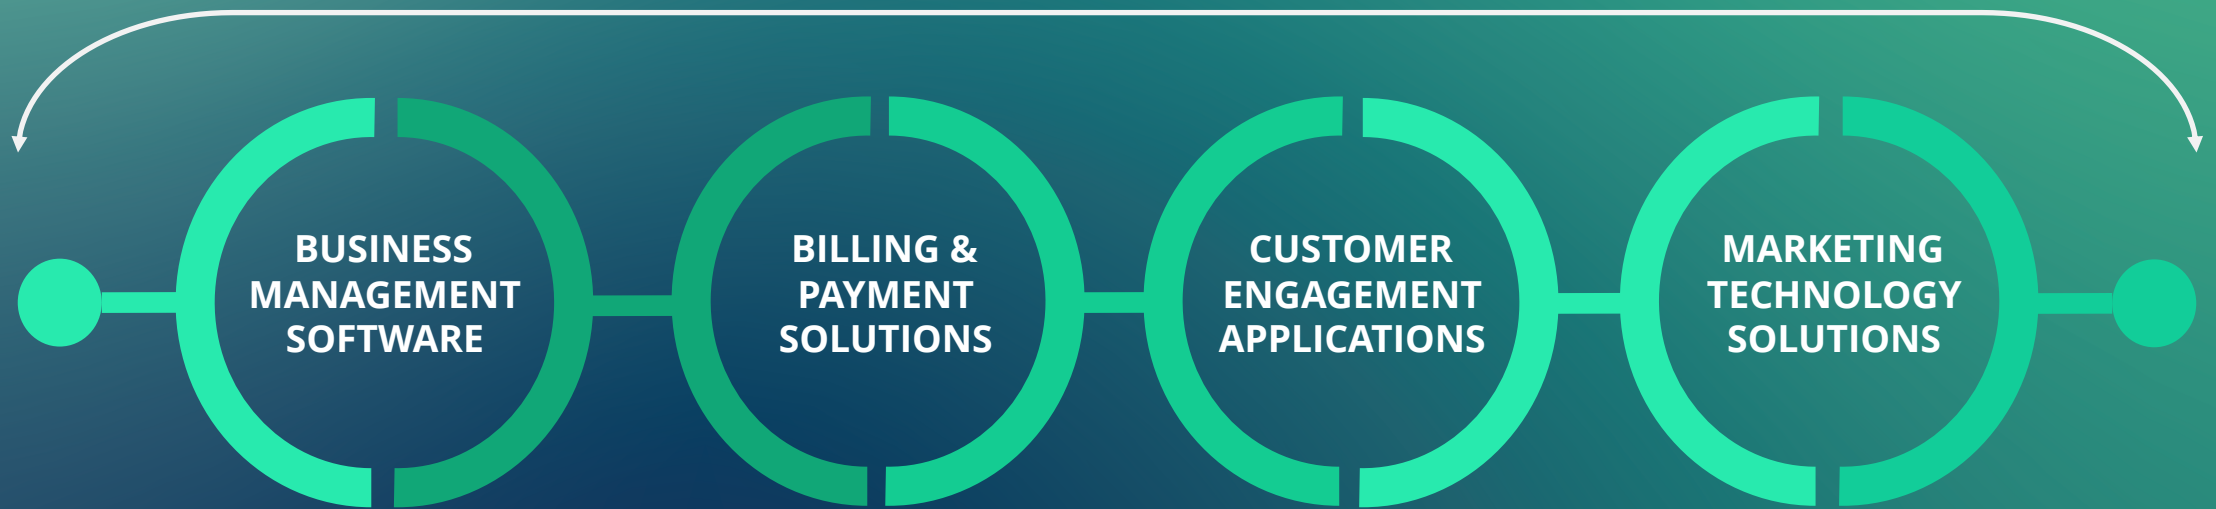 BUSINESS
MANAGEMENT
SOFTWARE
BILLING &
PAYMENT
SOLUTIONS
CUSTOMER
ENGAGEMENT
APPLICATIONS
MARKETING
TECHNOLOGY
SOLUTIONS